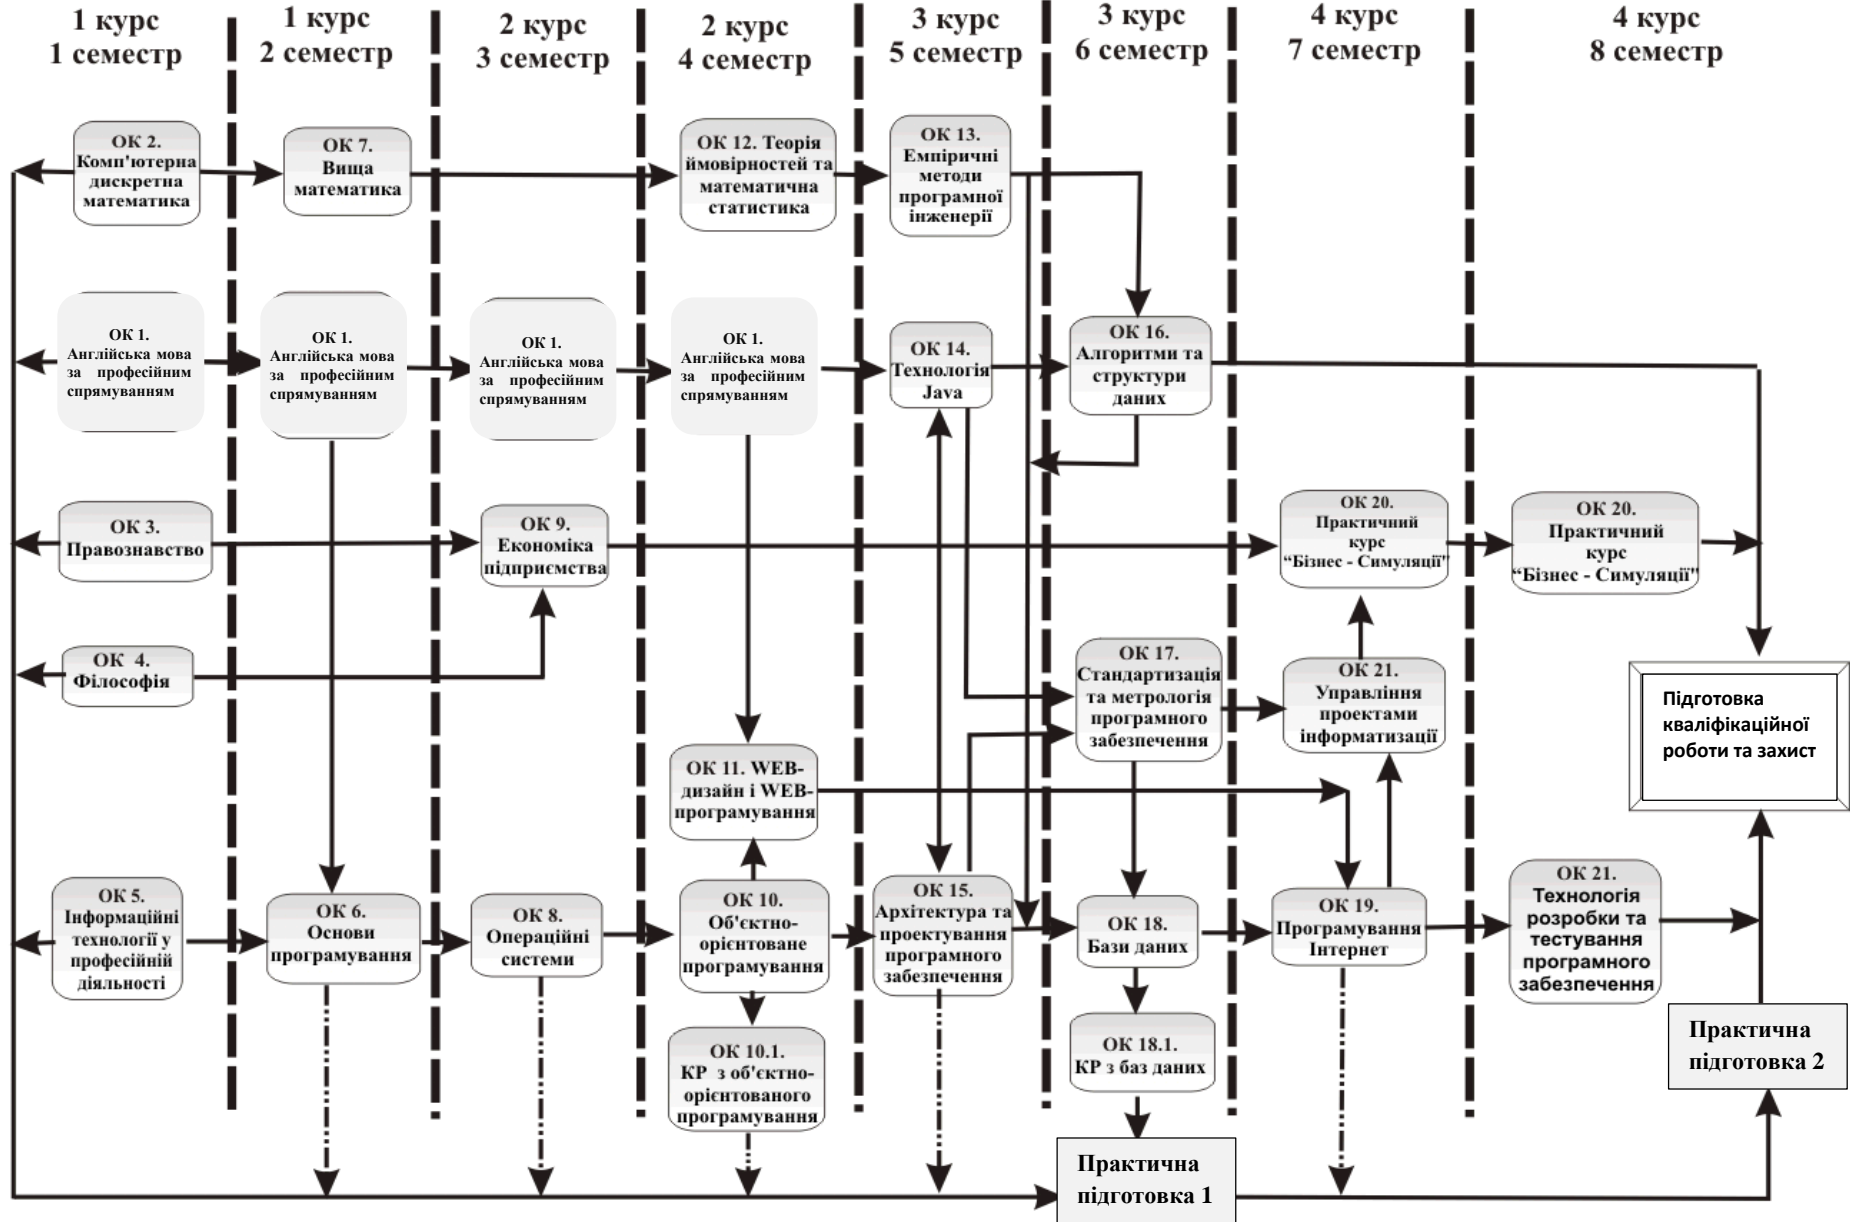 1 курс
1 семестр
1 курс
2 семестр
2 курс
3 семестр
2 курс
4 семестр
3 курс
5 семестр
3 курс
6 семестр
4 курс
7 семестр
4 курс
8 семестр
ОК 2.
Комп'ютерна
дискретна
математика
ОК 7.
Вища
математика
ОК 12. Теорія
ймовірностей та
математична
статистика
ОК 13.
Емпіричні
методи
програмної
інженерії
ОК 1.
Англійська мова
за професійним
спрямуванням
ОК 1.
Англійська мова
за професійним
спрямуванням
ОК 1.
Англійська мова
за професійним
спрямуванням
ОК 1.
Англійська мова
за професійним
спрямуванням
ОК 14.
Технологія
Java
ОК 16.
Алгоритми та
структури
даних
ОК 3.
Правознавство
ОК 9.
Економіка
підприємства
ОК 20.
Практичний
курс
“Бізнес - Симуляції"
ОК 20.
Практичний
курс
“Бізнес - Симуляції"
ОК 4.
Філософія
ОК 17.
Стандартизація
та метрологія
програмного
забезпечення
ОК 21.
Управління
проектами
інформатизації
Підготовка
кваліфікаційної
роботи та захист
ОК 11. WEB-
дизайн і WEB-
програмування
ОК 5.
Інформаційні
технології у
професійній
діяльності
ОК 6.
Основи
програмування
ОК 8.
Операційні
системи
ОК 10.
Об'єктно-
орієнтоване
програмування
ОК 15.
Архітектура та
проектування
програмного
забезпечення
ОК 18.
Бази даних
ОК 19.
Програмування
Інтернет
ОК 21.
Технологія
розробки та
тестування
програмного
забезпечення
ОК 10.1.
КР з об'єктно-
орієнтованого
програмування
ОК 18.1.
КР з баз даних
Практична
підготовка 2
Практична
підготовка 1